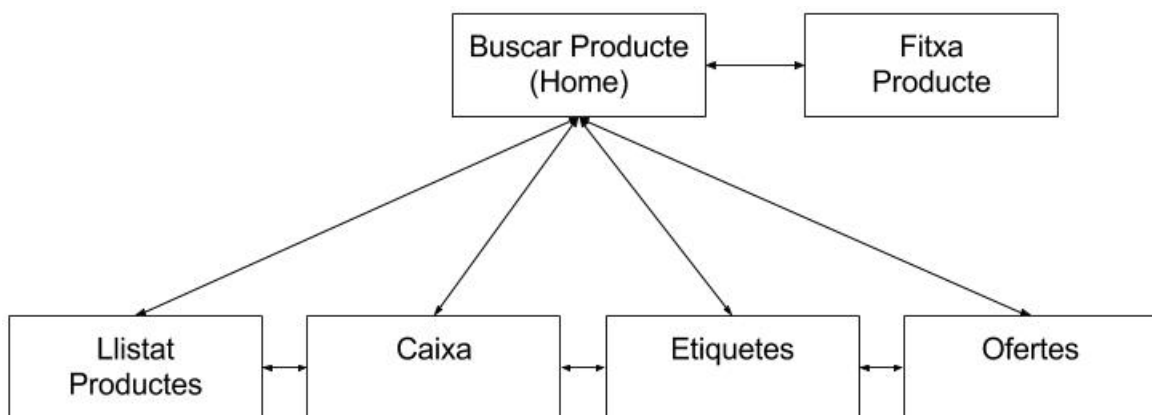 Buscar Producte
(Home)
Fitxa
Producte
Llistat
Productes
Caixa
Etiquetes
Ofertes